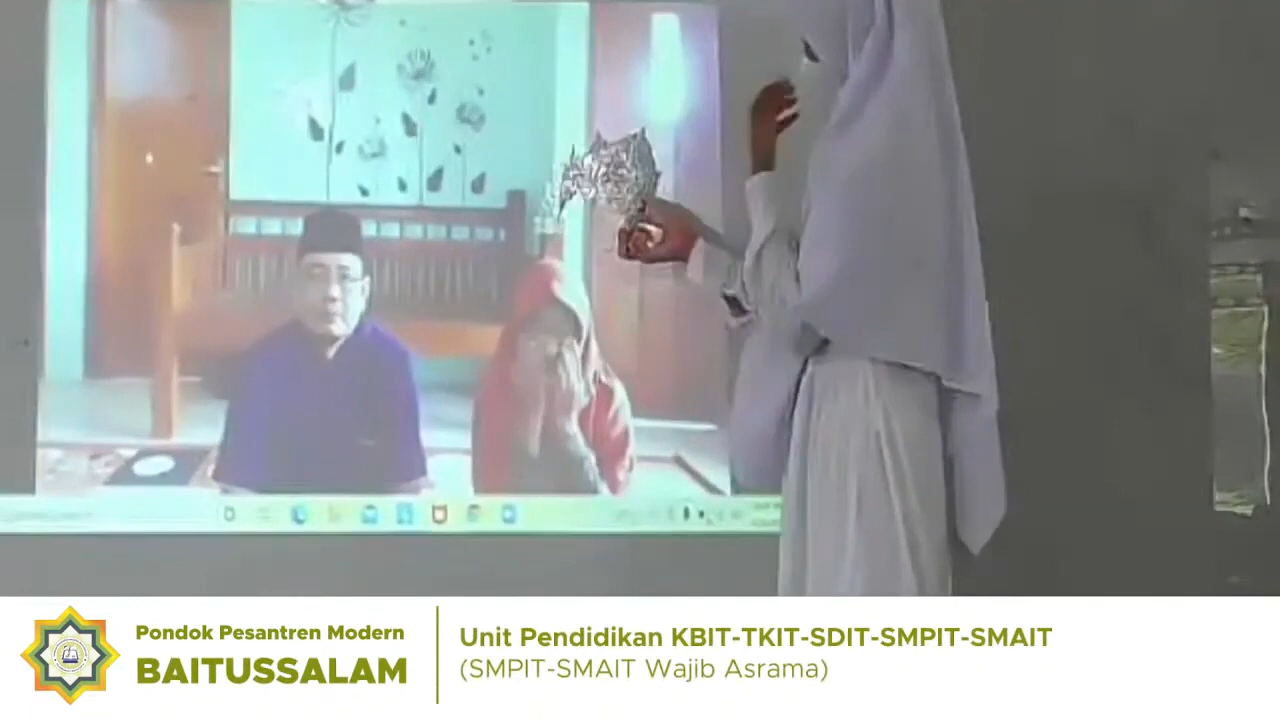 Pondok Pesantren Modern
BAITUSSALAM
Unit Pendidikan KBIT-TKIT-SDIT-SMPIT-SMAIT
(SMPIT-SMAIT Wajib Asrama)